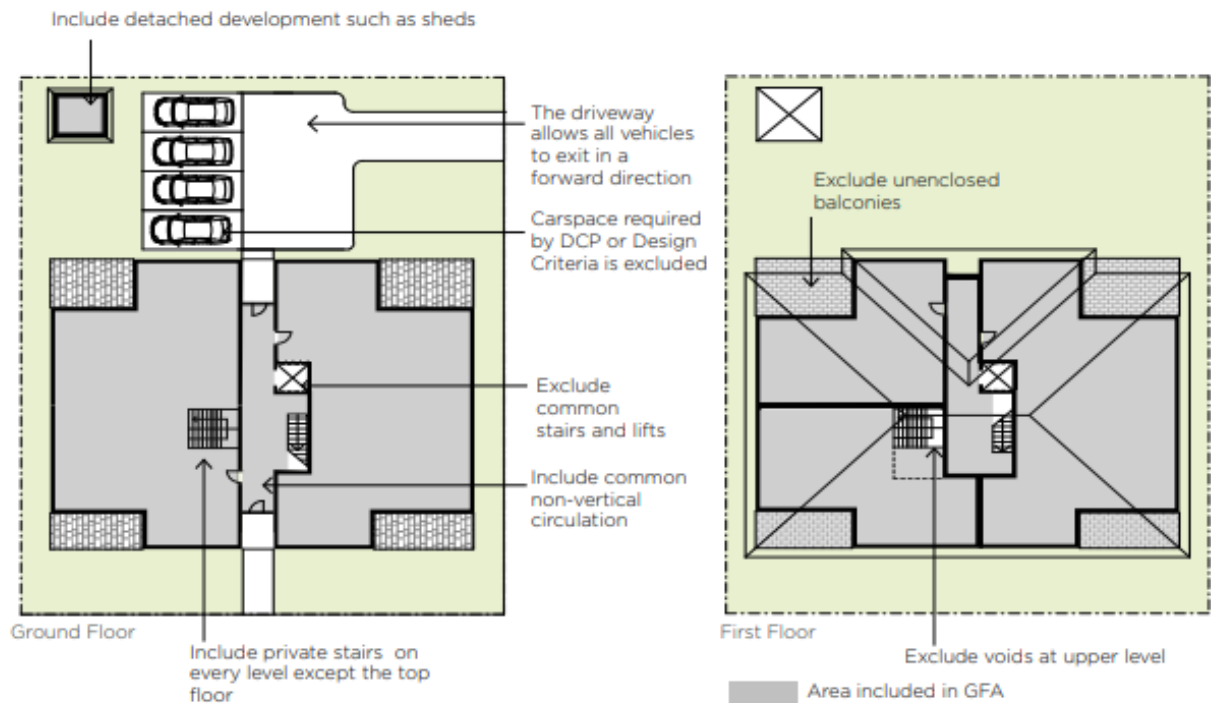 Include detached development such as sheds
The driveway
allows all vehicles
to exit in a
forward direction
Carspace required
by DCP or Design
Criteria is excluded
Exclude
common
stairs and lifts
Include common
non-vertical
circulation
Ground Floor
Include private stairs on
every level except the top
floor
Exclude unenclosed
balconies
First Floor
Exclude voids at upper level
Area included in GFA